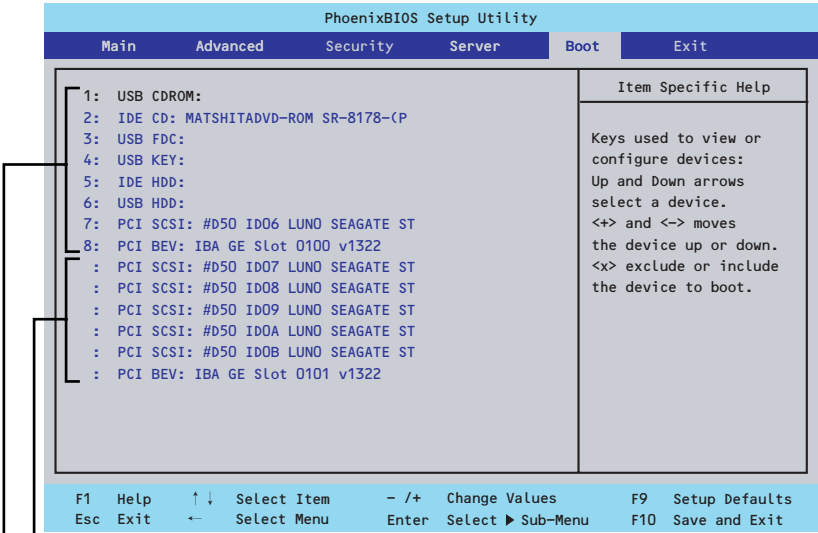 PhoenixBIOS Setup Utility
Main Advanced Security Server Boot Exit
1: USB CDROM:
2: IDE CD: MATSHITADVD-ROM SR-8178-(P
3: USB FDC:
4: USB KEY:
5: IDE HDD:
6: USB HDD:
7: PCI SCSI: #D50 ID06 LUN0 SEAGATE ST
8: PCI BEV: IBA GE Slot 0100 v1322
: PCI SCSI: #D50 ID07 LUN0 SEAGATE ST
: PCI SCSI: #D50 ID08 LUN0 SEAGATE ST
: PCI SCSI: #D50 ID09 LUN0 SEAGATE ST
: PCI SCSI: #D50 ID0A LUN0 SEAGATE ST
: PCI SCSI: #D50 ID0B LUN0 SEAGATE ST
: PCI BEV: IBA GE Slot 0101 v1322
Item Specific Help
Keys used to view or
configure devices:
Up and Down arrows
select a device.
<+> and <-> moves
the device up or down.
<x> exclude or include
the device to boot.
F1 Help ↑↓ Select Item - /+ Change Values F9 Setup Defaults
Esc Exit ← Select Menu Enter Select ▶ Sub-Menu F10 Save and Exit